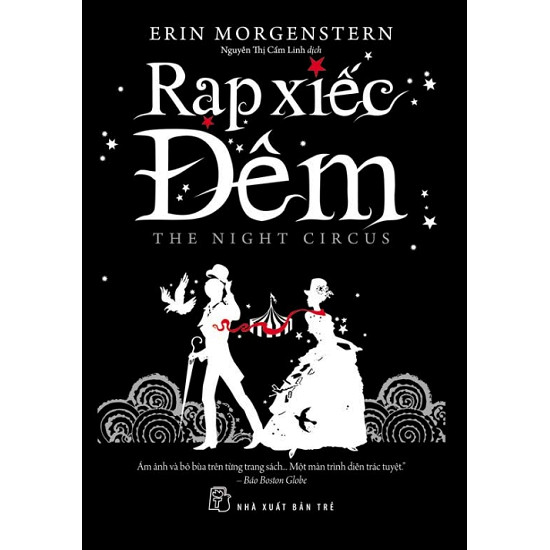 ERIN MORGENSTERN
Nguyễn Thị Cẩm Linh dịch
Rạp xiếc
Đêm
THE NIGHT CIRCUS
Ám ảnh và bỏ bùa trên từng trang sách... Một màn trình diễn trác tuyệt."
– Báo Boston Globe
NHÀ XUẤT BẢN TRẺ